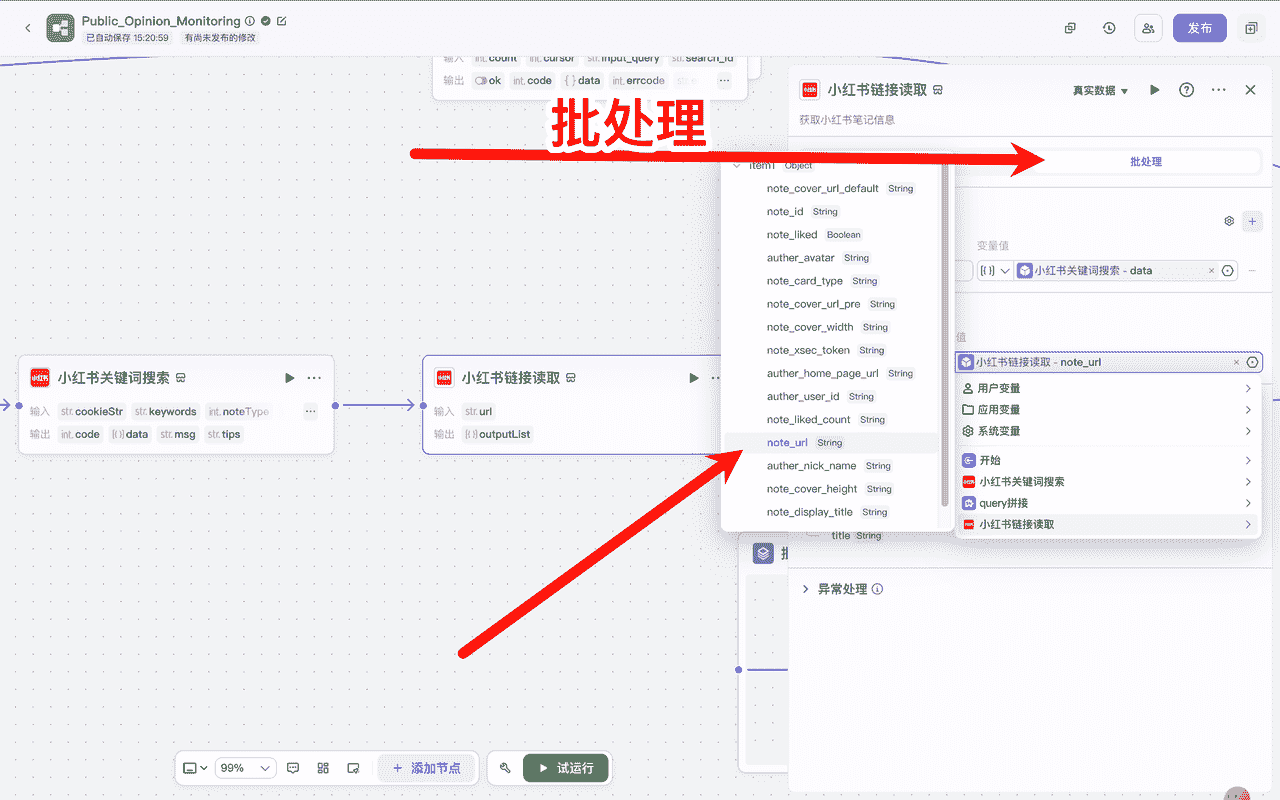 Public_Opinion_Monitoring
已自动保存 15:20:59 有尚未发布的修改
发布
输入 int. count int. cursor str. input_query str. search_id
输出 ok int. code { } data int. errcode
批处理
小红书链接读取
真实数据
获取小红书笔记信息
批处理
item1 Object
note_cover_url_default String
note_id String
note_liked Boolean
auther_avatar String
note_card_type String
note_cover_url_pre String
note_cover_width String
note_xsec_token String
auther_home_page_url String
auther_user_id String
note_liked_count String
note_url String
auther_nick_name String
note_cover_height String
note_display_title String
变量值
[{}] 小红书关键词搜索 - data
值
小红书链接读取 - note_url
用户变量
应用变量
系统变量
开始
小红书关键词搜索
query拼接
小红书链接读取
title String
异常处理
小红书 小红书关键词搜索
输入 str. cookieStr str. keywords int. noteType
输出 int. code [{}] data str. msg str. tips
小红书 小红书链接读取
输入 str. url
输出 [{}] outputList
99%
+ 添加节点
试运行